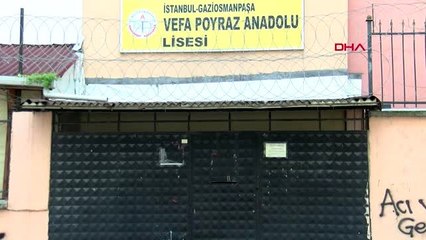 İSTANBUL-GAZİOSMANPAŞA
VEFA POYRAZ ANADOLU
LİSESİ
DHA
Acı v
Ge